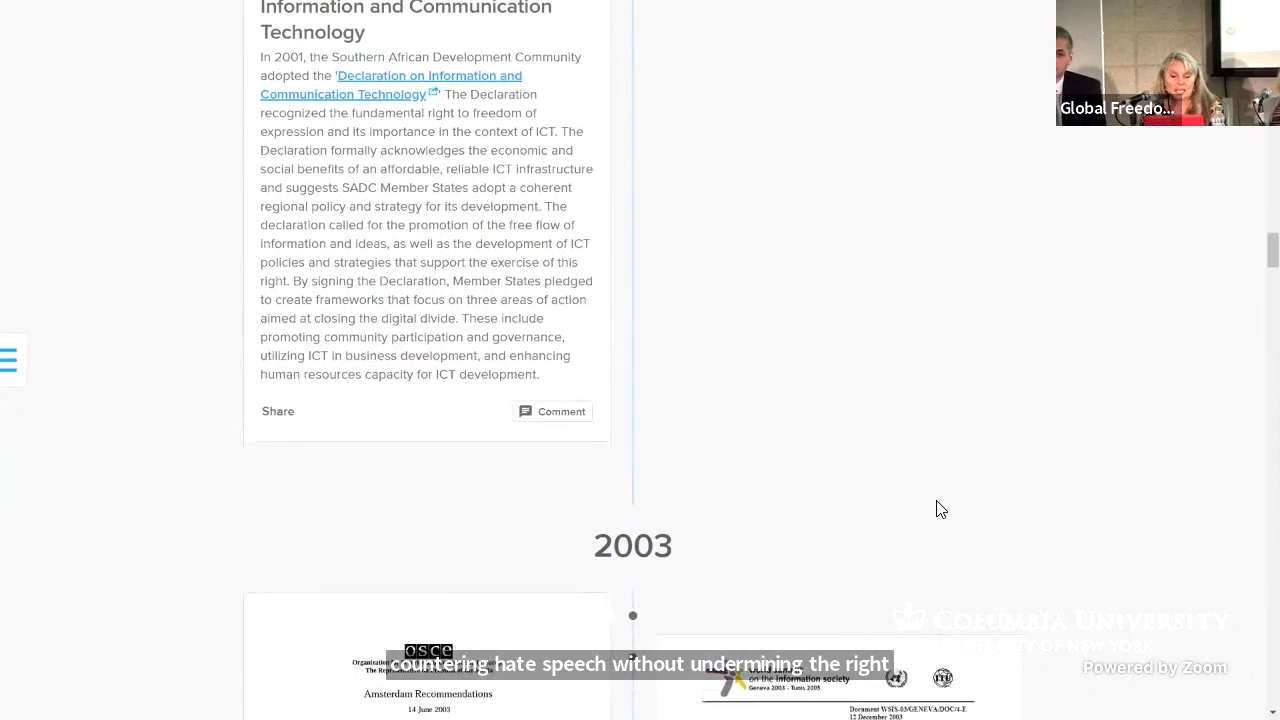 Information and Communication
Technology
In 2001, the Southern African Development Community
adopted the 'Declaration on Information and
Communication Technology' The Declaration
recognized the fundamental right to freedom of
expression and its importance in the context of ICT. The
Declaration formally acknowledges the economic and
social benefits of an affordable, reliable ICT infrastructure
and suggests SADC Member States adopt a coherent
regional policy and strategy for its development. The
declaration called for the promotion of the free flow of
information and ideas, as well as the development of ICT
policies and strategies that support the exercise of this
right. By signing the Declaration, Member States pledged
to create frameworks that focus on three areas of action
aimed at closing the digital divide. These include
promoting community participation and governance,
utilizing ICT in business development, and enhancing
human resources capacity for ICT development.
Share
Comment
Global Freedo...
2003
osce
The
Amsterdam Recommendations
14 June 2003
on the information society
Geneva 2003 - Tunis 2005
Document WSIS-03/GENEVA/DOC/4-E
12 December 2003
countering hate speech without undermining the right
COLUMBIA UNIVERSITY
OF NEW YORK
Powered by Zoom